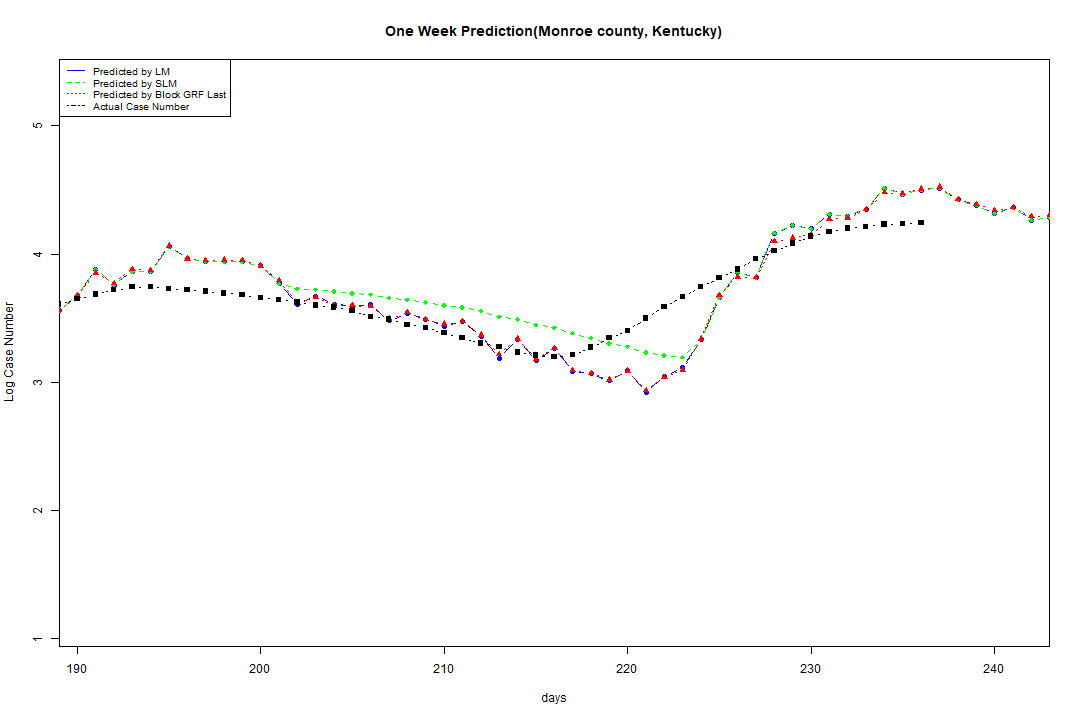 One Week Prediction(Monroe county, Kentucky)
Predicted by LM
Predicted by SLM
Predicted by Block GRF Last
Actual Case Number
5
4
3
2
1
Log Case Number
190 200 210 220 230 240
days